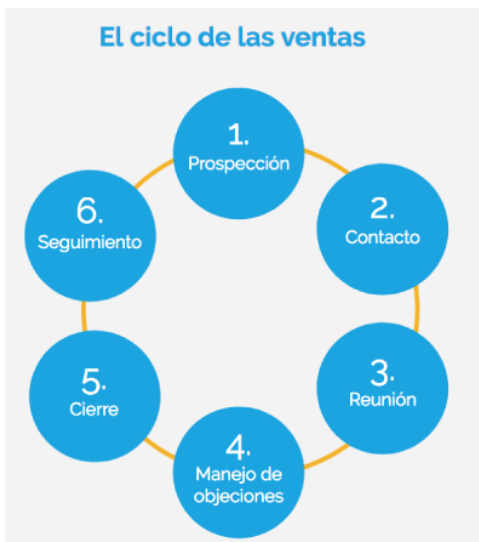 El ciclo de las ventas
1.
Prospección
2.
Contacto
3.
Reunión
4.
Manejo de
objeciones
5.
Cierre
6.
Seguimiento